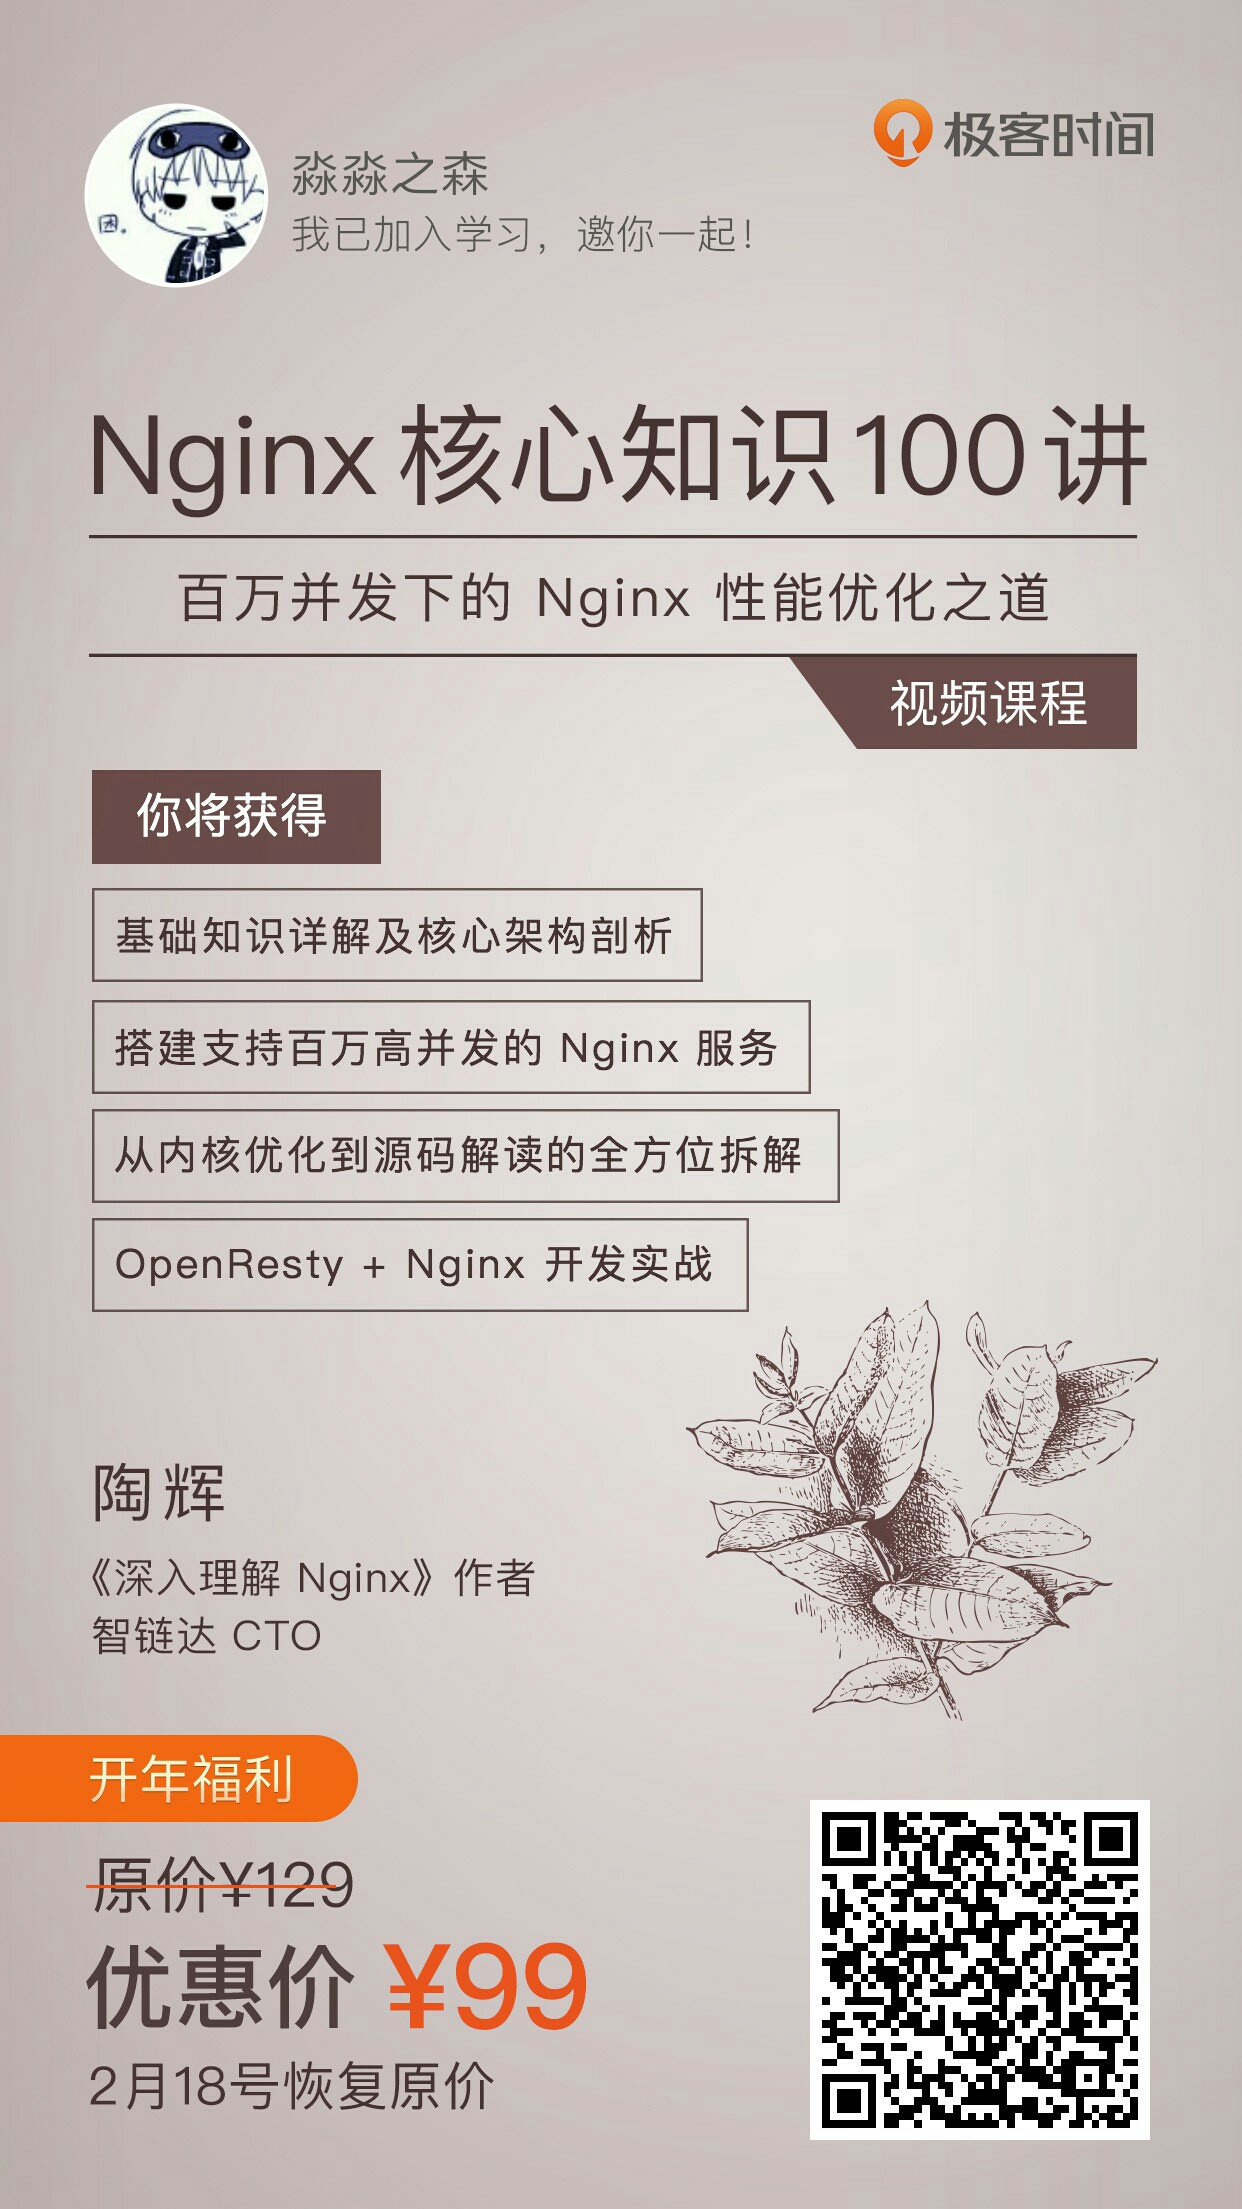 极客时间
淼淼之森
我已加入学习，邀你一起！
困。
Nginx 核心知识100讲
百万并发下的 Nginx 性能优化之道
视频课程
你将获得
基础知识详解及核心架构剖析
搭建支持百万高并发的 Nginx 服务
从内核优化到源码解读的全方位拆解
OpenResty + Nginx 开发实战
陶辉
《深入理解 Nginx》作者
智链达 CTO
开年福利
原价¥129
优惠价 ¥99
2月18号恢复原价